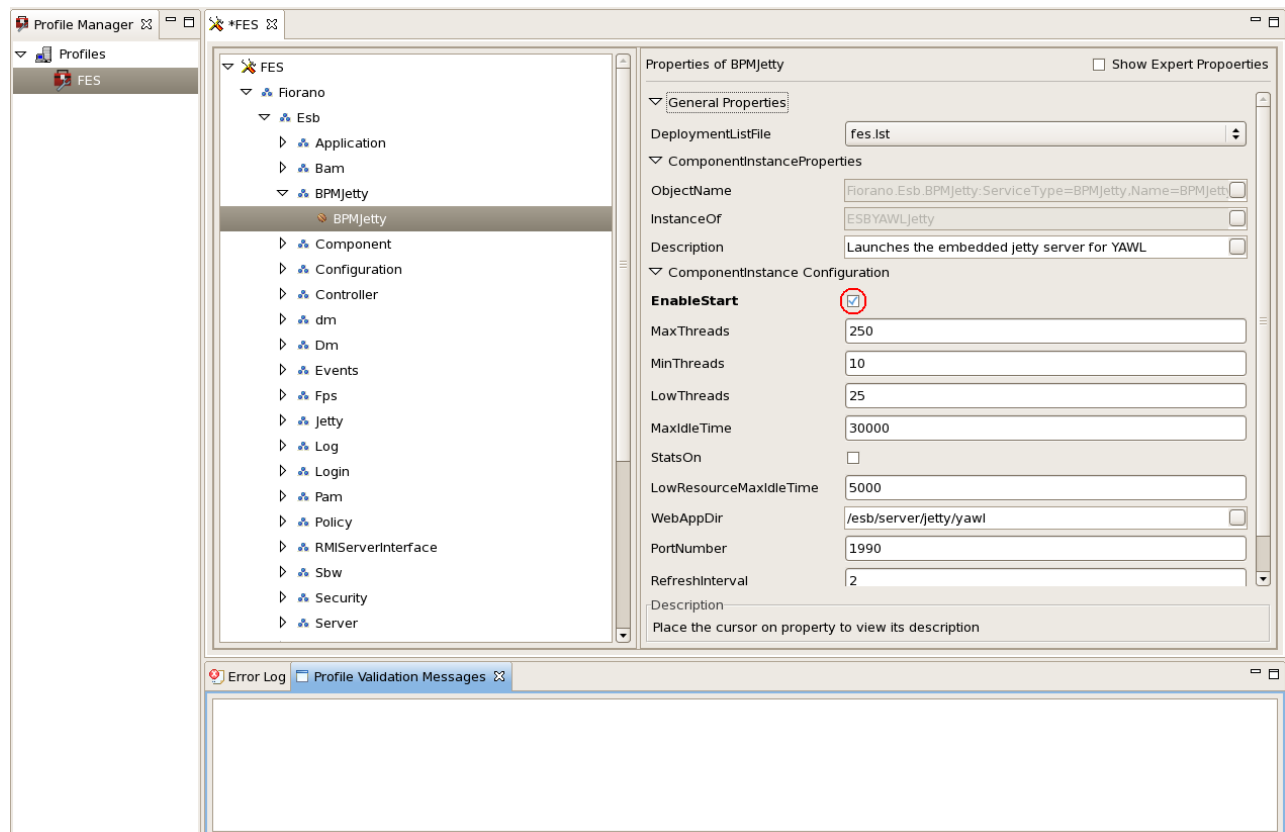 Profile Manager
Profiles
FES
*FES
FES
Fiorano
Esb
Application
Bam
BPMJetty
BPMJetty
Component
Configuration
Controller
dm
Dm
Events
Fps
Jetty
Log
Login
Pam
Policy
RMIServerInterface
Sbw
Security
Server
Properties of BPMJetty
Show Expert Propoerties
General Properties
DeploymentListFile fes.lst
ComponentInstanceProperties
ObjectName Fiorano.Esb.BPMJetty:ServiceType=BPMJetty,Name=BPMJetty
InstanceOf ESBYAWLJetty
Description Launches the embedded jetty server for YAWL
ComponentInstance Configuration
EnableStart
MaxThreads 250
MinThreads 10
LowThreads 25
MaxIdleTime 30000
StatsOn
LowResourceMaxIdleTime 5000
WebAppDir /esb/server/jetty/yawl
PortNumber 1990
RefreshInterval 2
Description
Place the cursor on property to view its description
Error Log
Profile Validation Messages